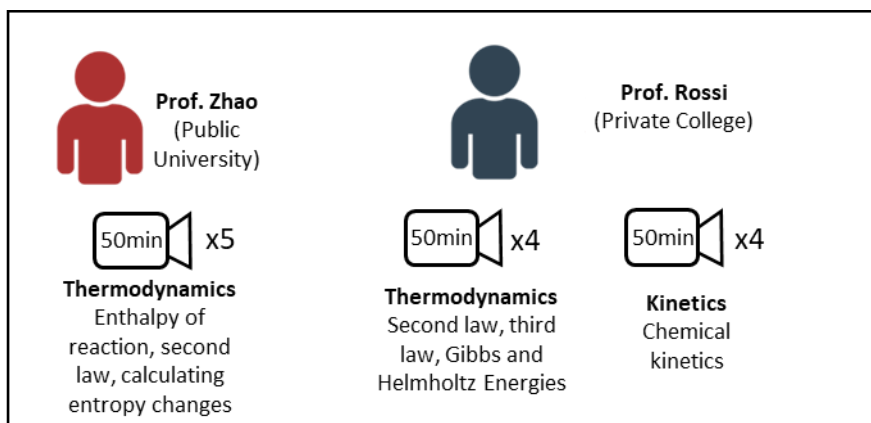 Prof. Zhao
(Public
University)
Prof. Rossi
(Private College)
50min x5
Thermodynamics
Enthalpy of
reaction, second
law, calculating
entropy changes
50min x4
Thermodynamics
Second law, third
law, Gibbs and
Helmholtz Energies
50min x4
Kinetics
Chemical
kinetics